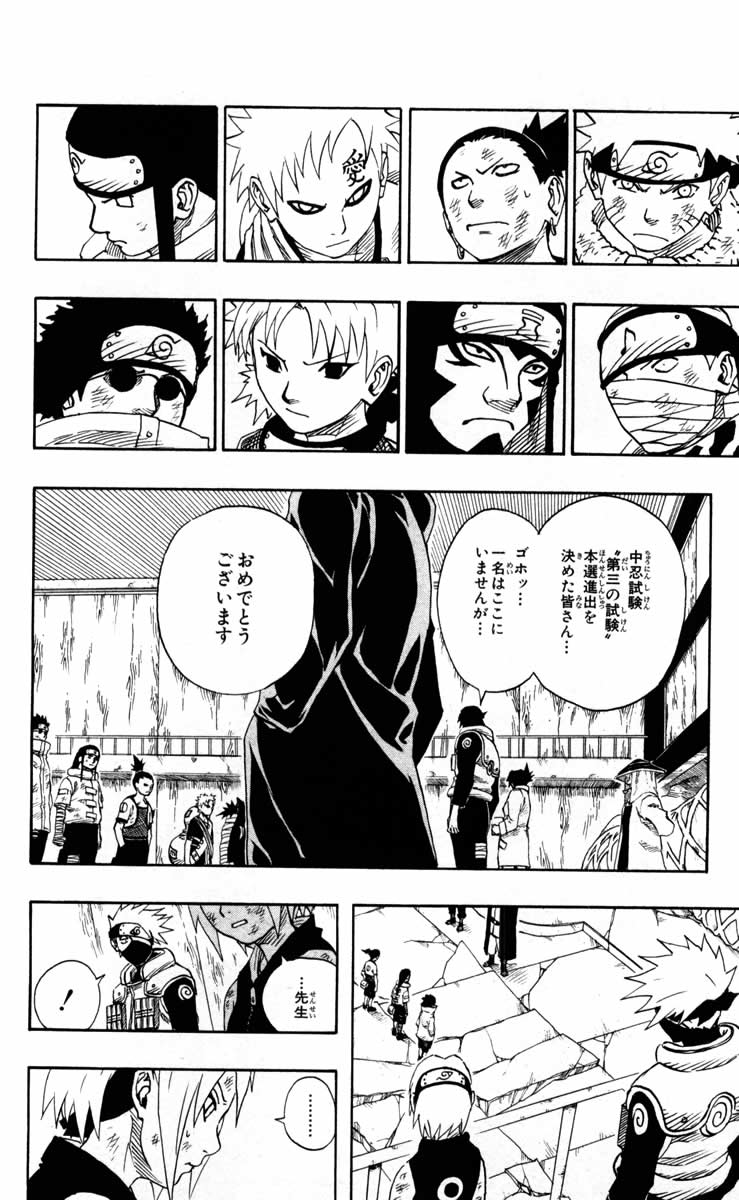 愛
中忍試験
〝第三の試験〟
本選進出を
決めた皆さん…
ゴホッ…
一名はここに
いませんが…
おめでとう
ございます
…先生
！
………